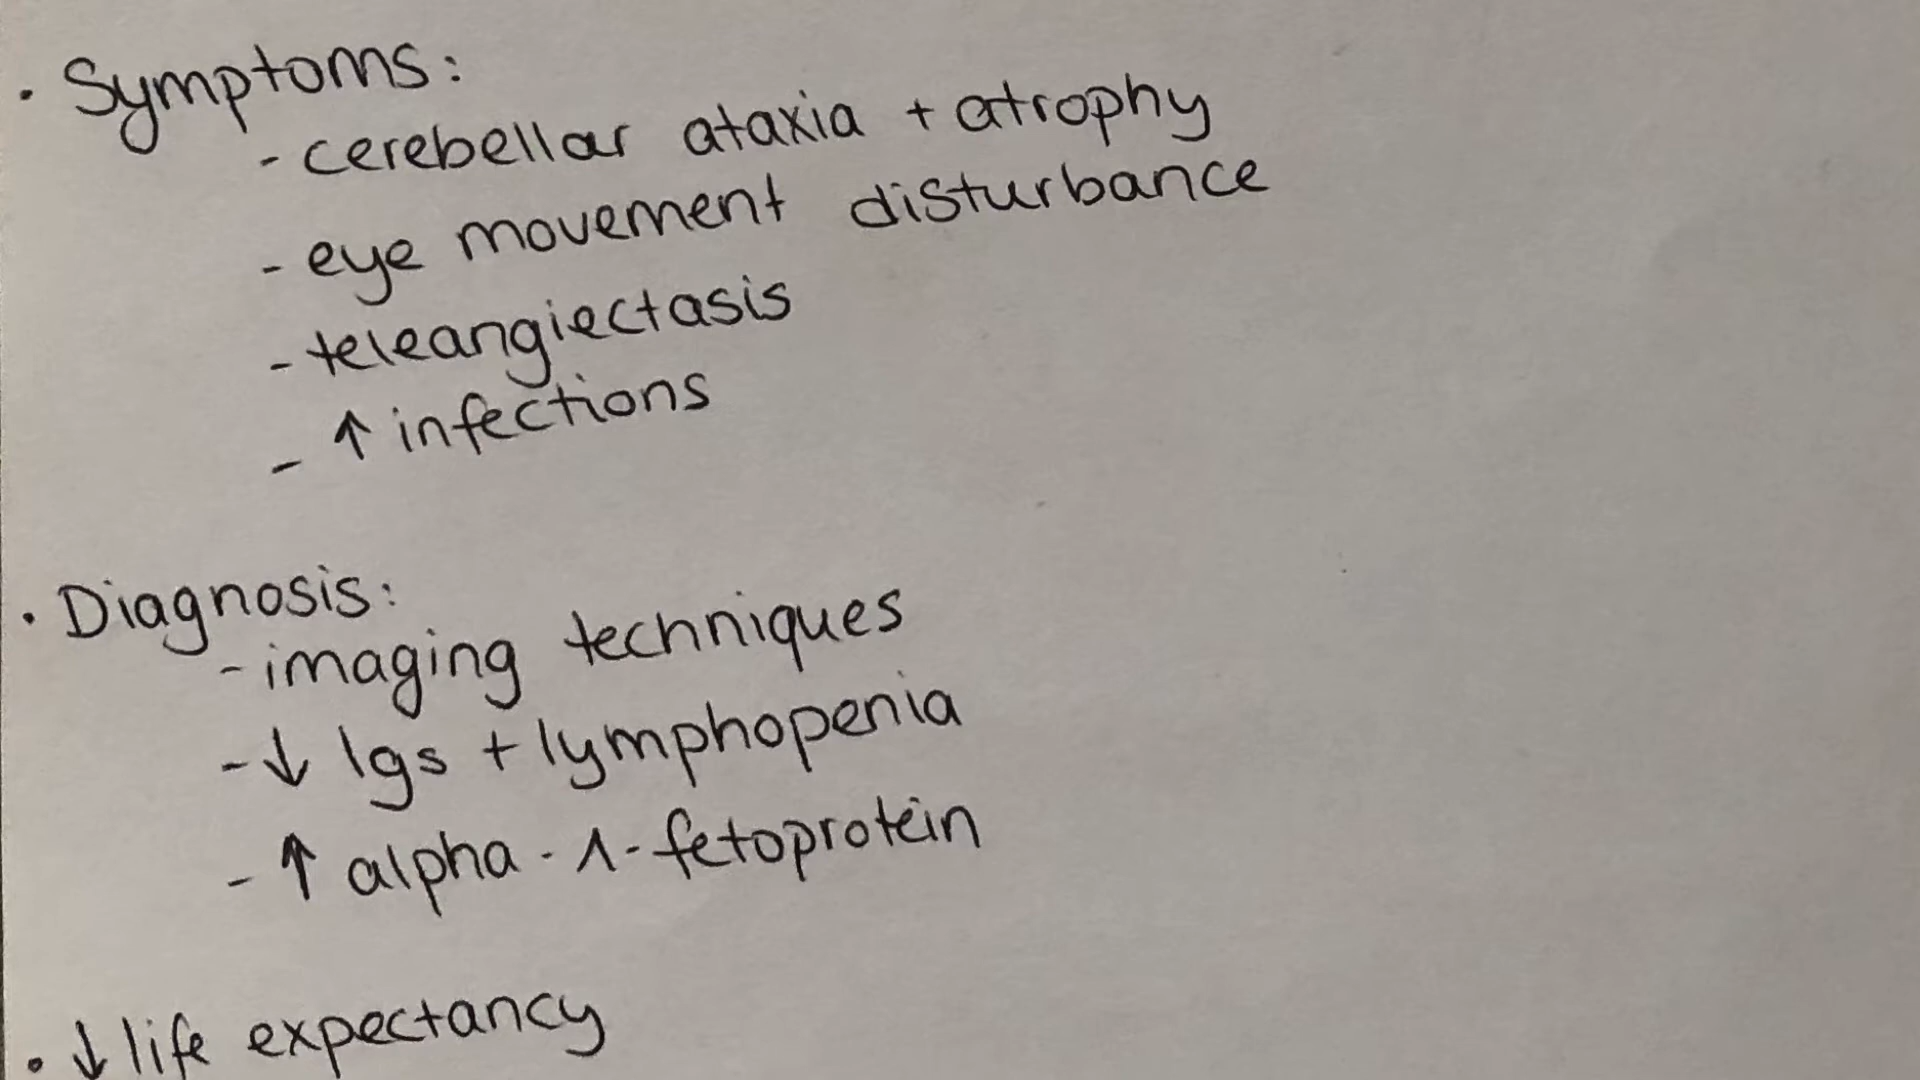 · Symptoms:
- cerebellar ataxia + atrophy
- eye movement disturbance
- teleangiectasis
- ↑ infections
· Diagnosis:
- imaging techniques
- ↓ Igs + lymphopenia
- ↑ alpha-1-fetoprotein
· ↓ life expectancy